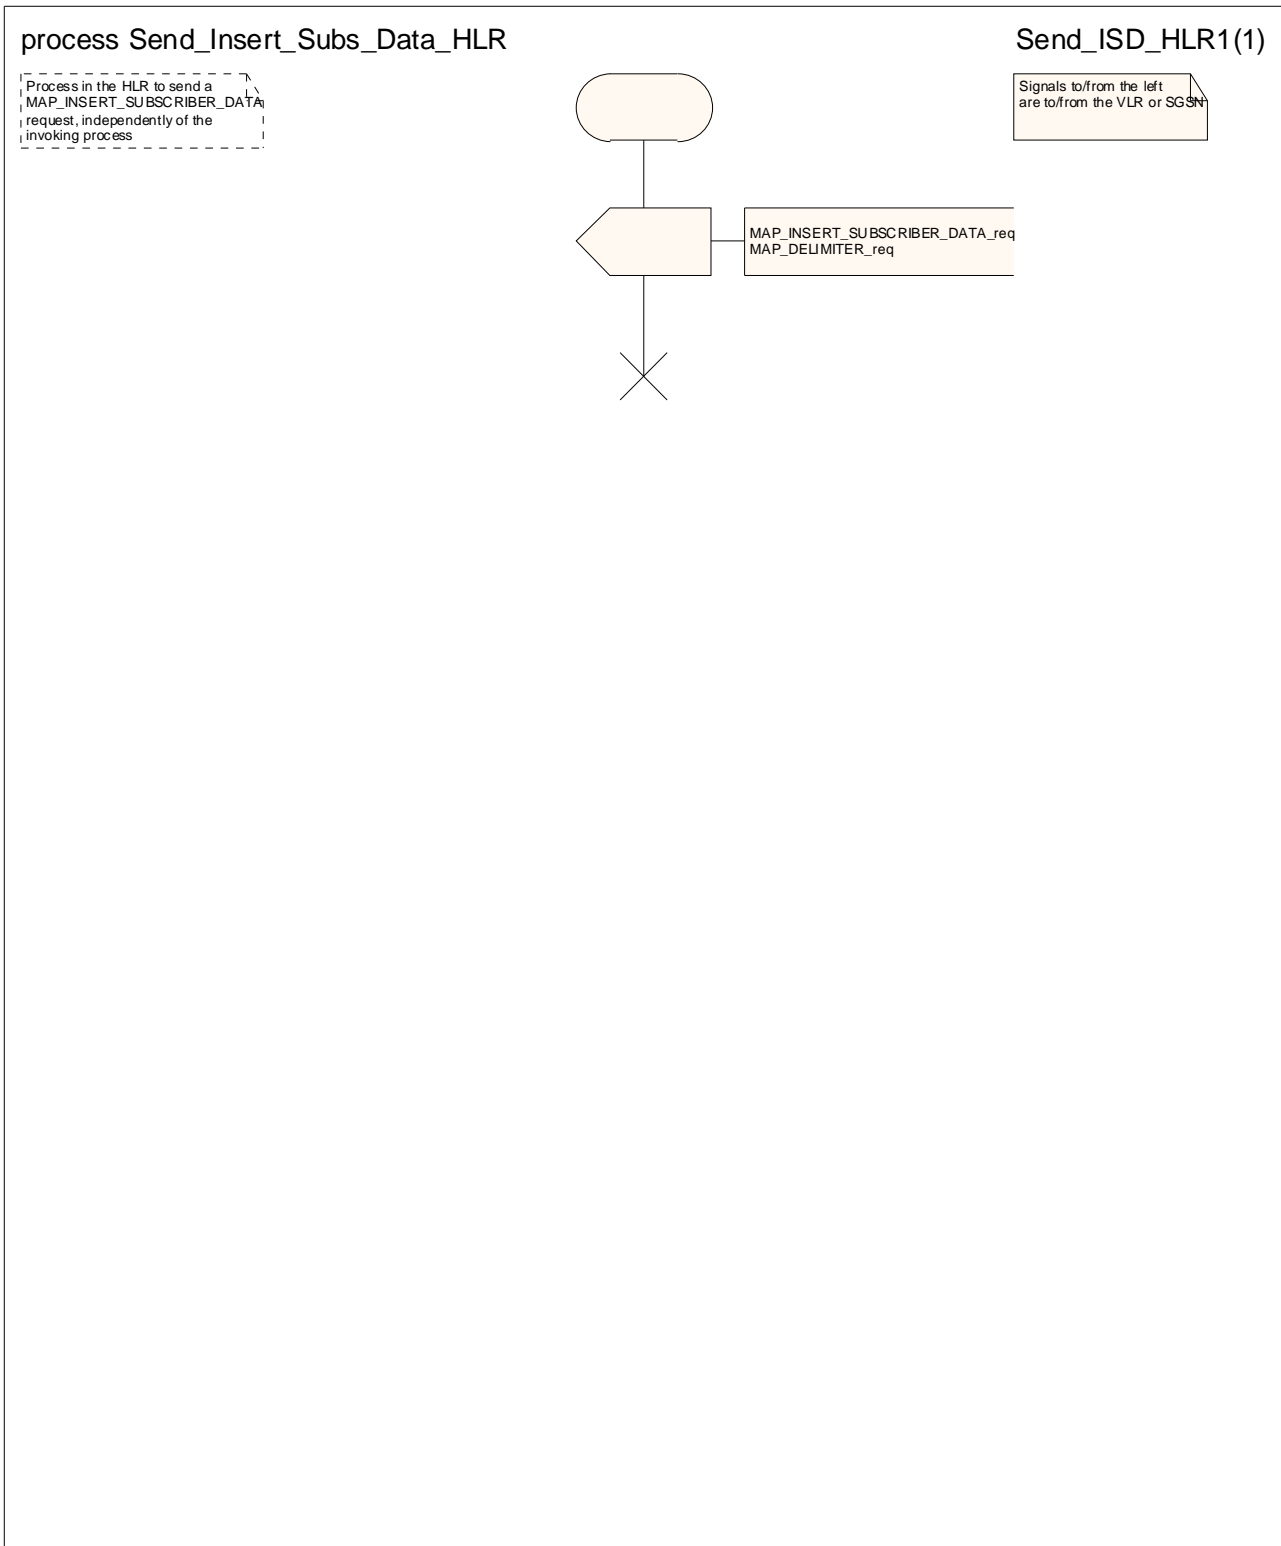 process Send_Insert_Subs_Data_HLR
Send_ISD_HLR1(1)
Process in the HLR to send a
MAP_INSERT_SUBSCRIBER_DATA
request, independently of the
invoking process
Signals to/from the left
are to/from the VLR or SGSN
MAP_INSERT_SUBSCRIBER_DATA_req
MAP_DELIMITER_req